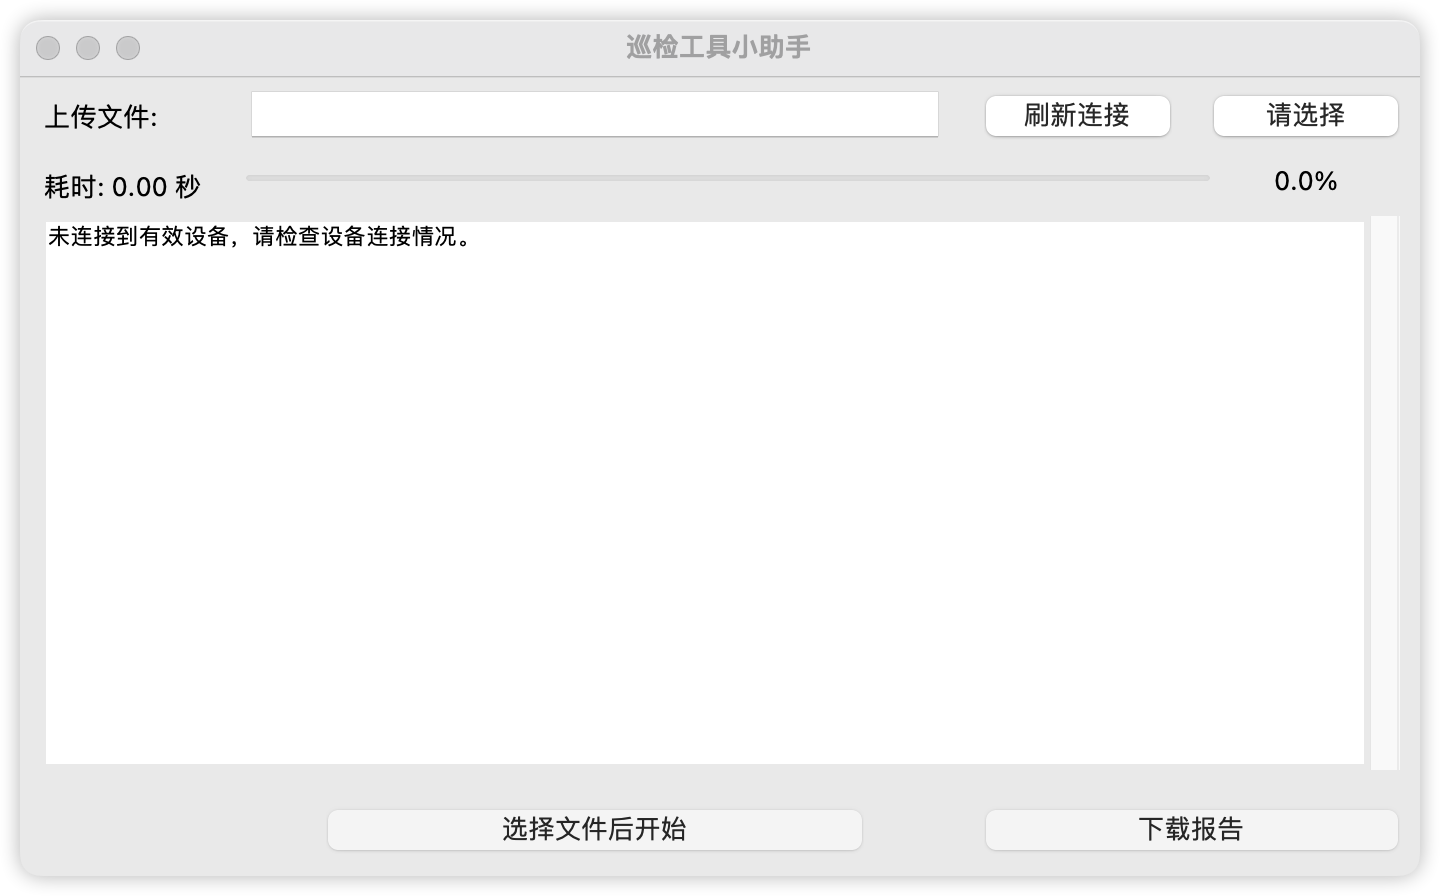 巡检工具小助手
上传文件:
刷新连接
请选择
耗时: 0.00 秒
0.0%
未连接到有效设备，请检查设备连接情况。
选择文件后开始
下载报告